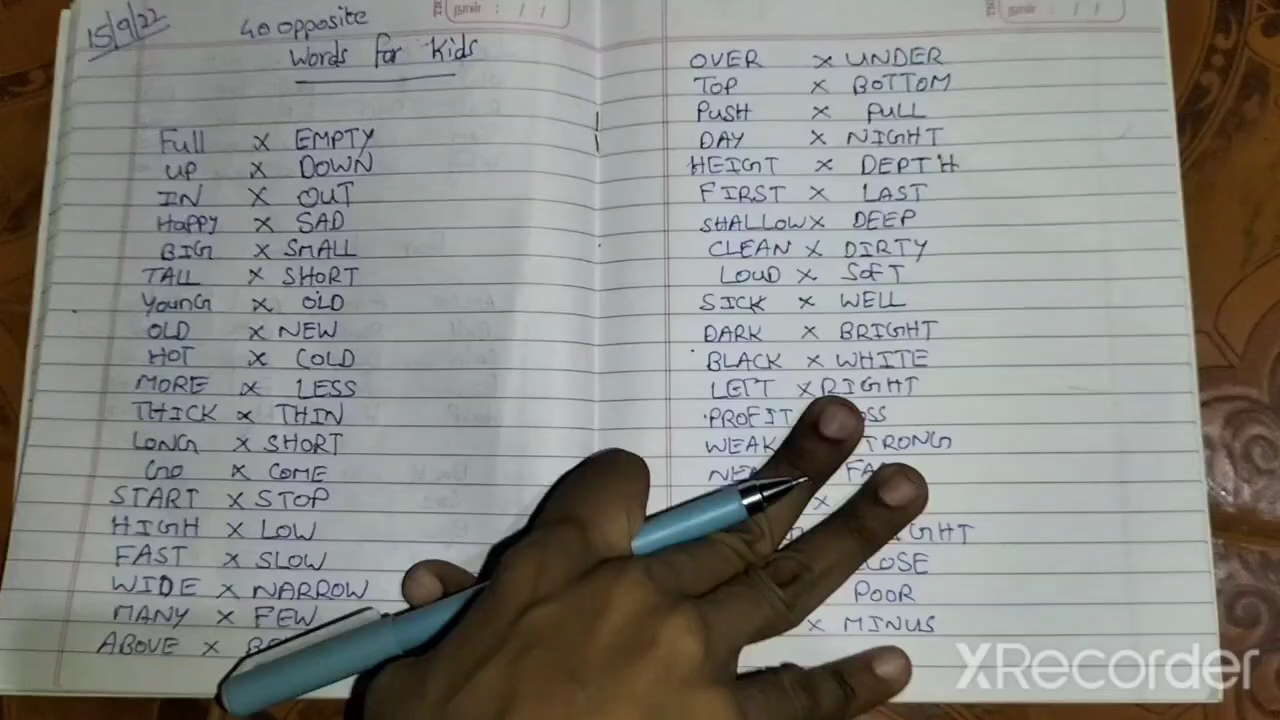 15/9/22
40 opposite
Words for Kids
Full × EMPTY
UP × DOWN
IN × OUT
HAPPY × SAD
BIG × SMALL
TALL × SHORT
YOUNG × OLD
OLD × NEW
HOT × COLD
MORE × LESS
THICK × THIN
LONG × SHORT
GO × COME
START × STOP
HIGH × LOW
FAST × SLOW
WIDE × NARROW
MANY × FEW
ABOVE ×
நாள் : / /
OVER × UNDER
TOP × BOTTOM
PUSH × PULL
DAY × NIGHT
HEIGT × DEPTH
FIRST × LAST
SHALLOW × DEEP
CLEAN × DIRTY
LOUD × SOFT
SICK × WELL
DARK × BRIGHT
BLACK × WHITE
LEFT × RIGHT
PROFIT
WEAK
×
POOR
× MINUS
நாள் : / /
XRecorder